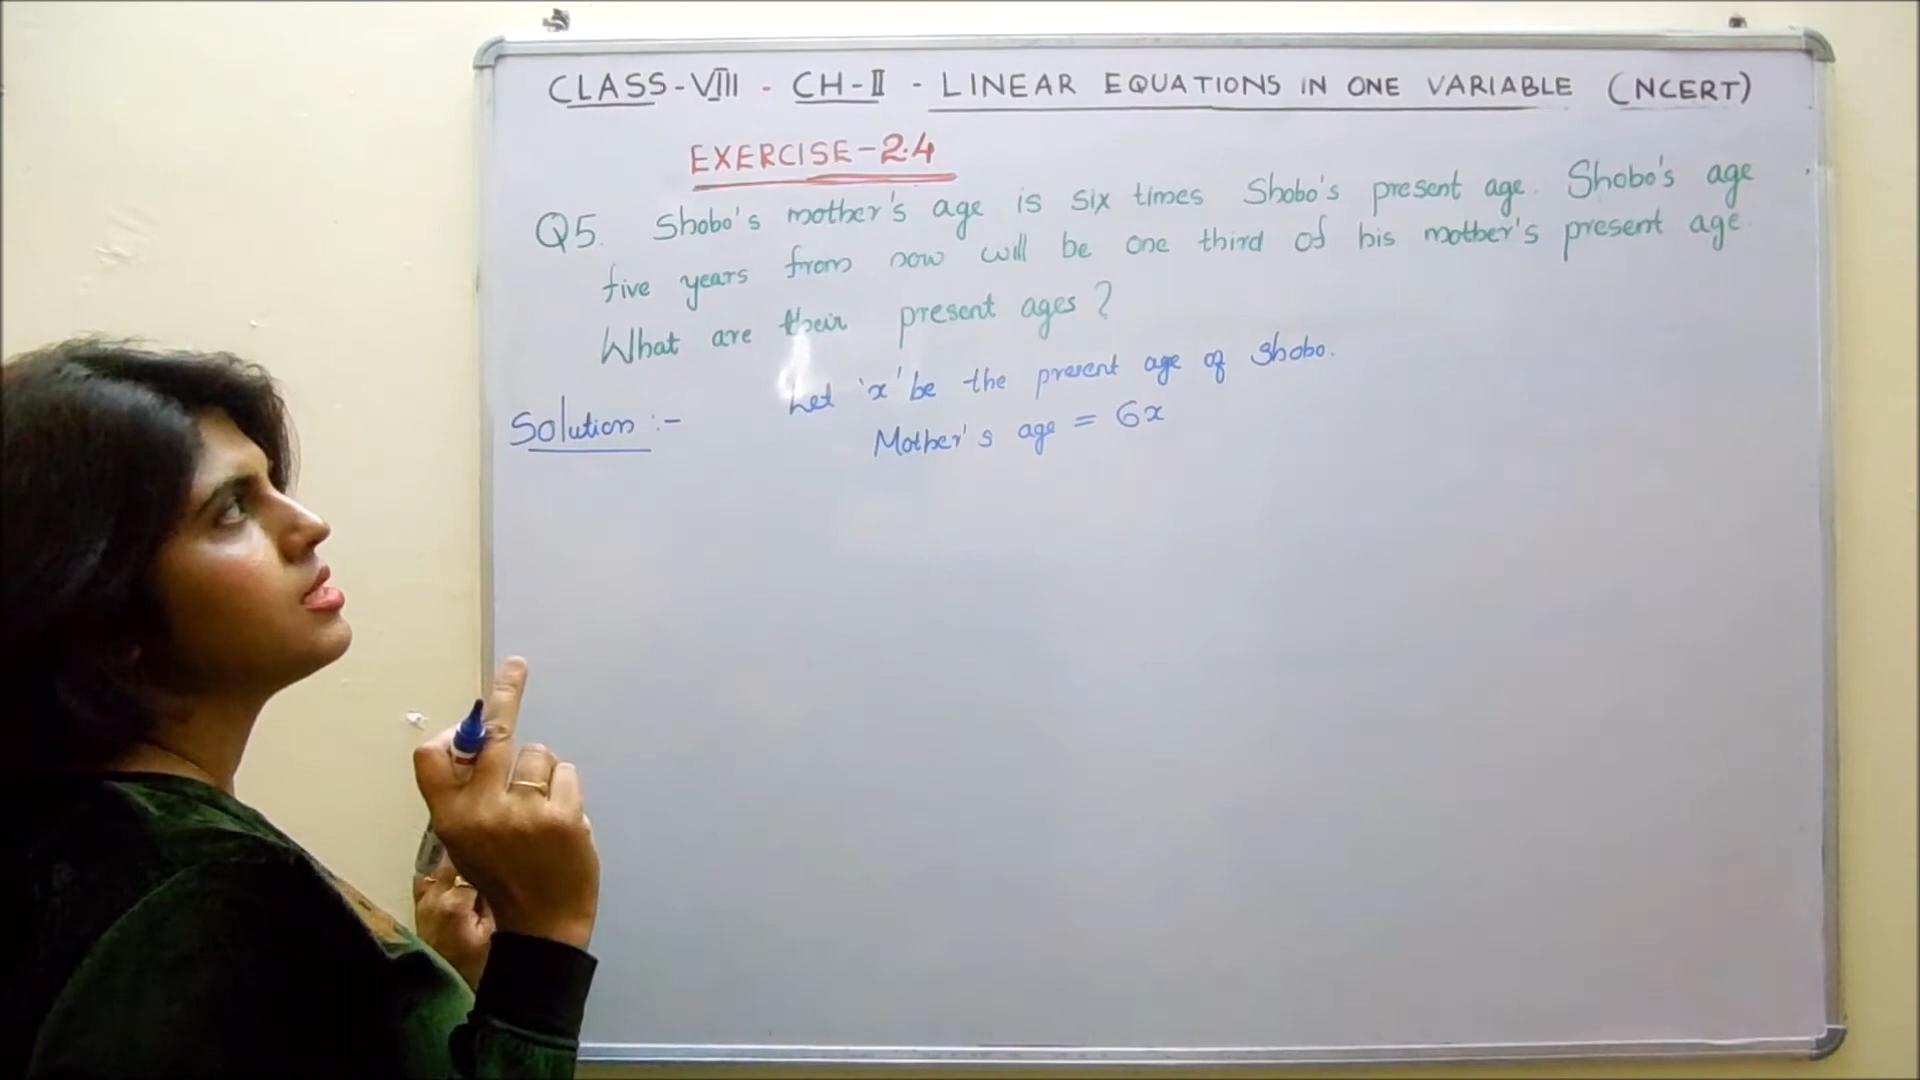 CLASS-VIII - CH-II - LINEAR EQUATIONS IN ONE VARIABLE (NCERT)
EXERCISE-2.4
Q5. Shobo's mother's age is six times Shobo's present age. Shobo's age
five years from now will be one third of his mother's present age.
What are their present ages?
Solution :-
Let 'x' be the present age of Shobo.
Mother's age = 6x